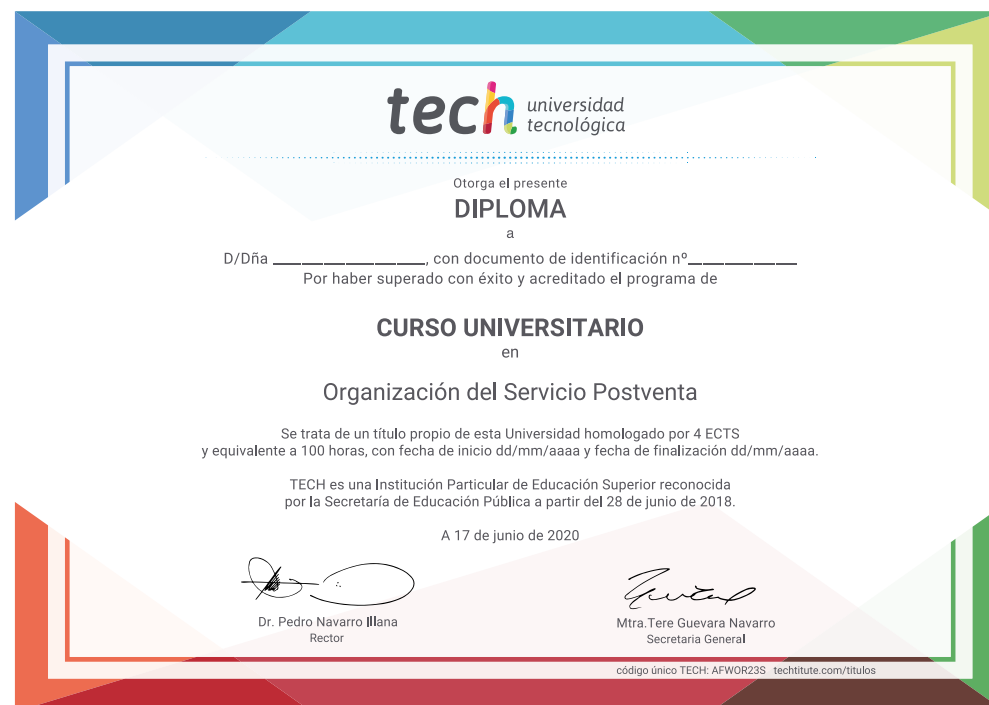 tech universidad
tecnológica
Otorga el presente
DIPLOMA
a
D/Dña __________________, con documento de identificación nº_____________
Por haber superado con éxito y acreditado el programa de
CURSO UNIVERSITARIO
en
Organización del Servicio Postventa
Se trata de un título propio de esta Universidad homologado por 4 ECTS
y equivalente a 100 horas, con fecha de inicio dd/mm/aaaa y fecha de finalización dd/mm/aaaa.
TECH es una Institución Particular de Educación Superior reconocida
por la Secretaría de Educación Pública a partir del 28 de junio de 2018.
A 17 de junio de 2020
Dr. Pedro Navarro Illana
Rector
Mtra.Tere Guevara Navarro
Secretaria General
código único TECH: AFWOR23S techtitute.com/titulos